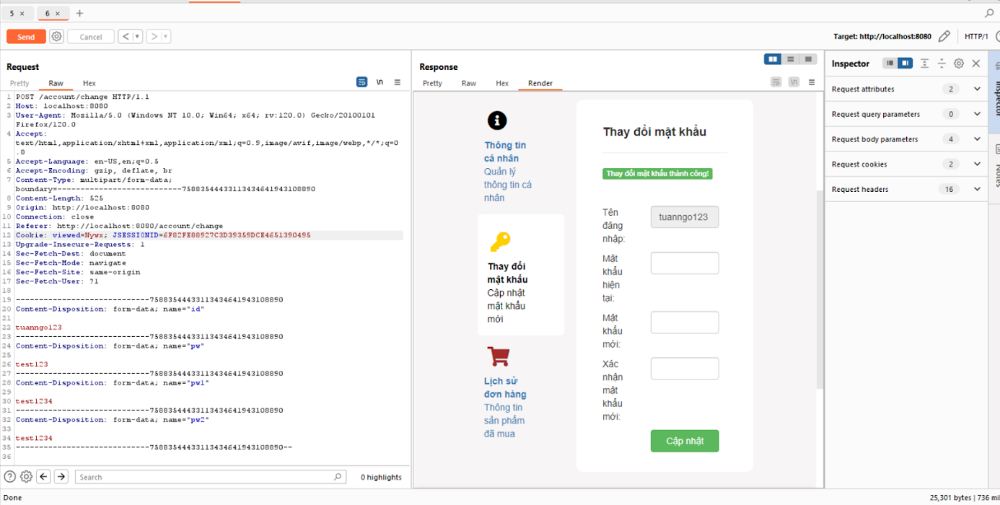 5 ×
6 ×
+
Send
Cancel
<
>
Target: http://localhost:8080
HTTP/1
Request
Pretty
Raw
Hex
\n
1 POST /account/change HTTP/1.1
2 Host: localhost:8080
3 User-Agent: Mozilla/5.0 (Windows NT 10.0; Win64; x64; rv:120.0) Gecko/20100101
Firefox/120.0
4 Accept:
text/html,application/xhtml+xml,application/xml;q=0.9,image/avif,image/webp,*/*;q=0
.8
5 Accept-Language: en-US,en;q=0.5
6 Accept-Encoding: gzip, deflate, br
7 Content-Type: multipart/form-data;
boundary=---------------------------75883544433113434641943108890
8 Content-Length: 525
9 Origin: http://localhost:8080
10 Connection: close
11 Referer: http://localhost:8080/account/change
12 Cookie: viewed=Nywx; JSESSIONID=6F82FE88927C3D39359DCE4651390495
13 Upgrade-Insecure-Requests: 1
14 Sec-Fetch-Dest: document
15 Sec-Fetch-Mode: navigate
16 Sec-Fetch-Site: same-origin
17 Sec-Fetch-User: ?1
18
19 -----------------------------75883544433113434641943108890
20 Content-Disposition: form-data; name="id"
21
22 tuanngo123
23 -----------------------------75883544433113434641943108890
24 Content-Disposition: form-data; name="pw"
25
26 test123
27 -----------------------------75883544433113434641943108890
28 Content-Disposition: form-data; name="pw1"
29
30 test1234
31 -----------------------------75883544433113434641943108890
32 Content-Disposition: form-data; name="pw2"
33
34 test1234
35 -----------------------------75883544433113434641943108890--
36
Search
0 highlights
Done
Response
Pretty
Raw
Hex
Render
\n
Thông tin
cá nhân
Quản lý
thông tin cá
nhân
Thay đổi
mật khẩu
Cập nhật
mật khẩu
mới
Lịch sử
đơn hàng
Thông tin
sản phẩm
đã mua
Thay đổi mật khẩu
Thay đổi mật khẩu thành công!
Tên
đăng
nhập:
tuanngo123
Mật
khẩu
hiện
tại:
Mật
khẩu
mới:
Xác
nhận
mật
khẩu
mới:
Cập nhật
Inspector
Request attributes 2
Request query parameters 0
Request body parameters 4
Request cookies 2
Request headers 16
Inspector
Notes
25,301 bytes | 736 mil